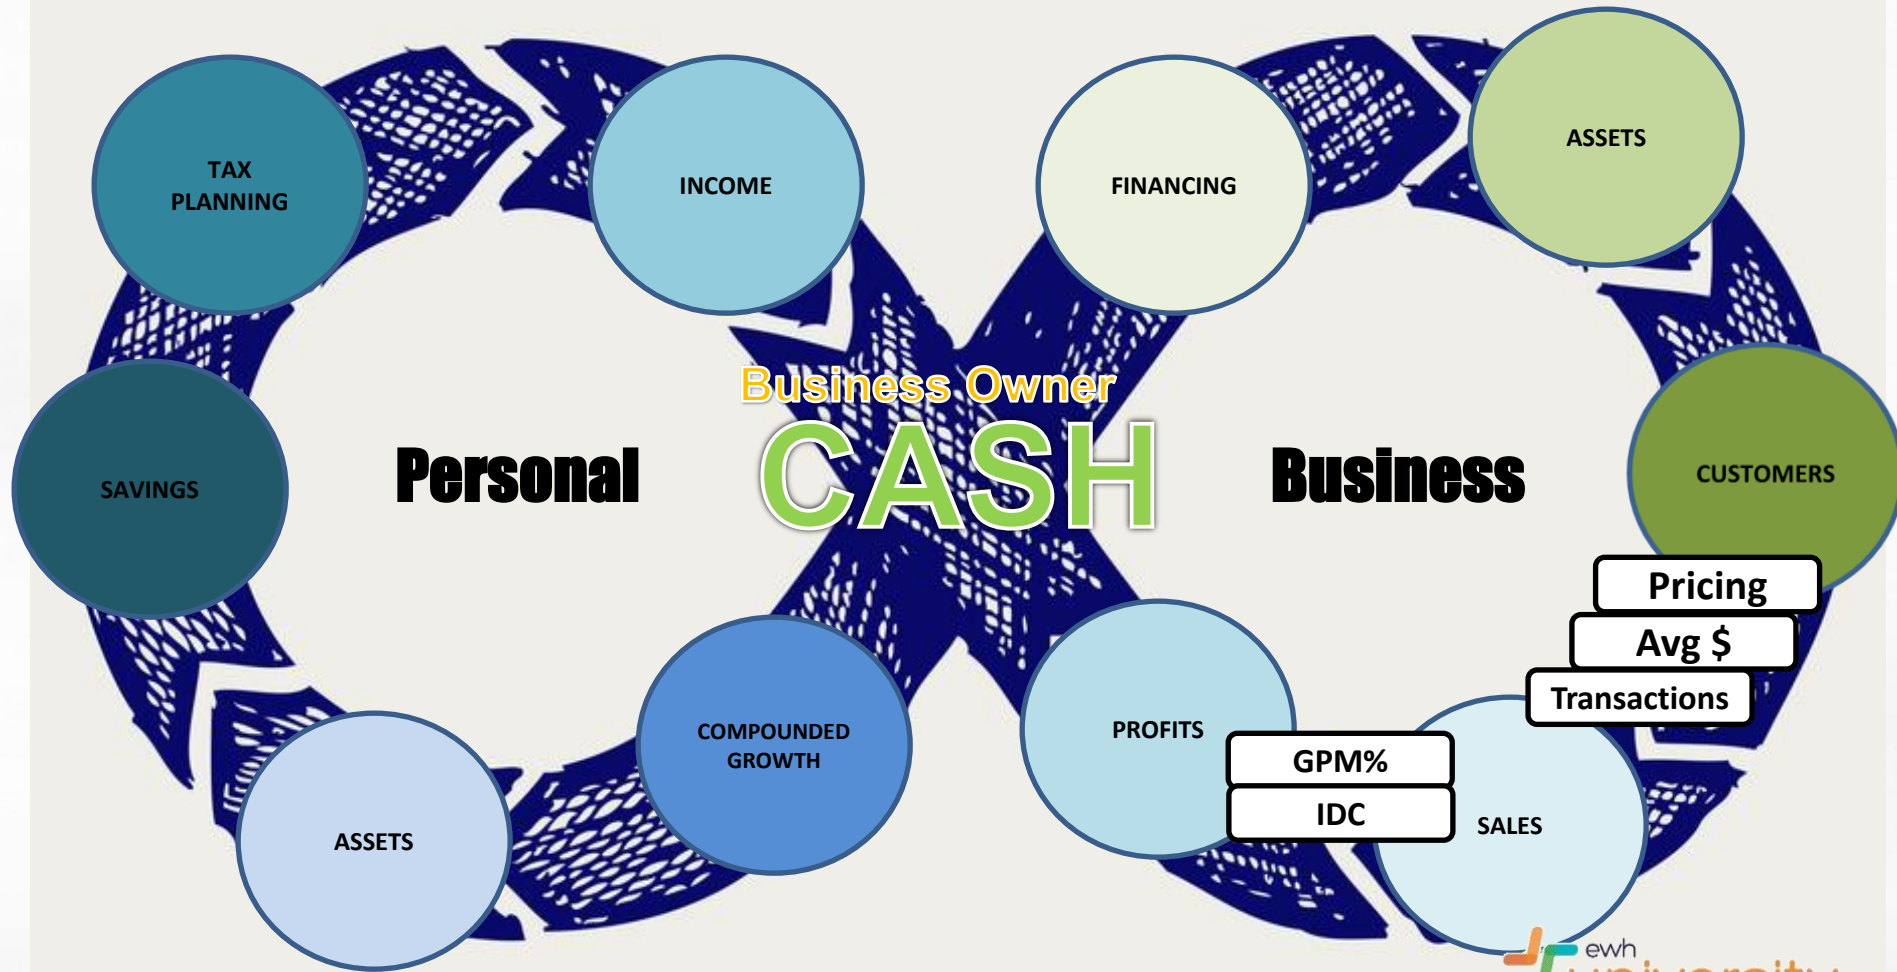 TAX
PLANNING
INCOME
FINANCING
ASSETS
Business Owner
CASH
Personal
Business
SAVINGS
CUSTOMERS
Pricing
Avg $
Transactions
COMPOUNDED
GROWTH
PROFITS
GPM%
IDC
SALES
ASSETS
ewh
university